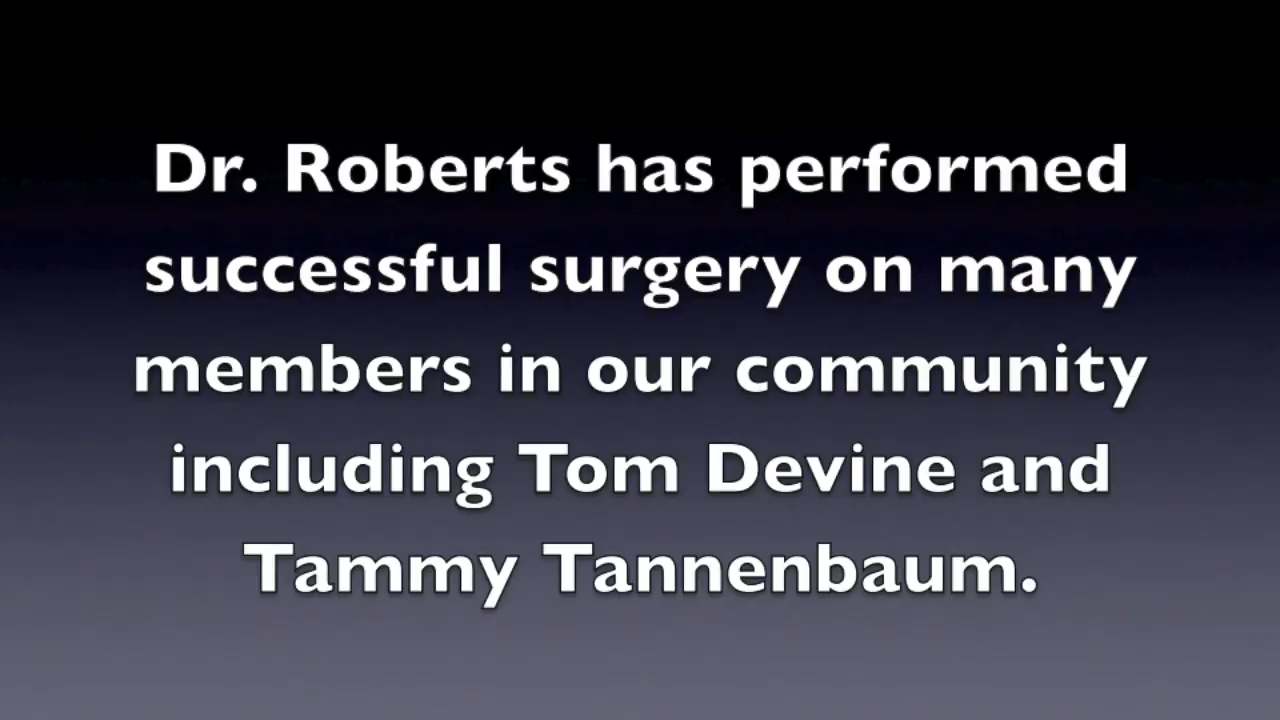 Dr. Roberts has performed
successful surgery on many
members in our community
including Tom Devine and
Tammy Tannenbaum.